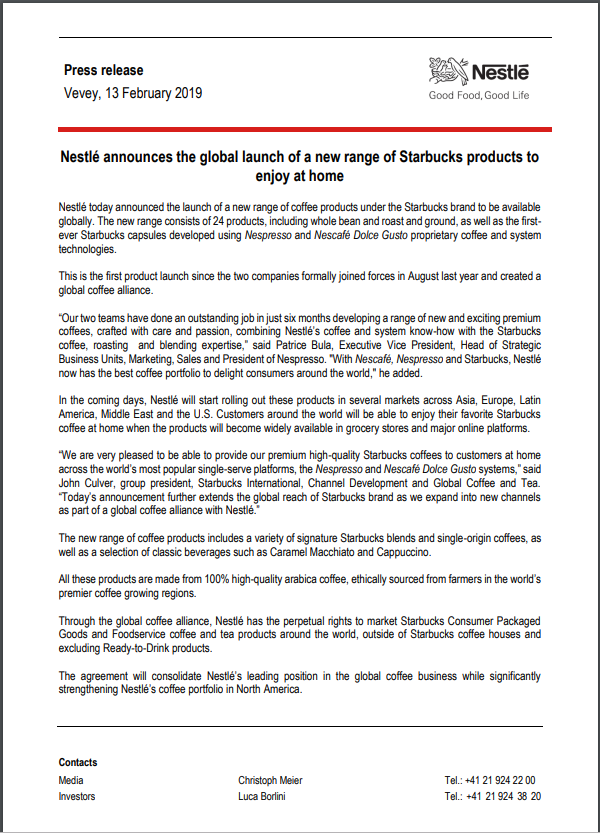 Press release
Vevey, 13 February 2019
Nestlé
Good Food, Good Life
Nestlé announces the global launch of a new range of Starbucks products to
enjoy at home
Nestlé today announced the launch of a new range of coffee products under the Starbucks brand to be available
globally. The new range consists of 24 products, including whole bean and roast and ground, as well as the first-
ever Starbucks capsules developed using Nespresso and Nescafé Dolce Gusto proprietary coffee and system
technologies.
This is the first product launch since the two companies formally joined forces in August last year and created a
global coffee alliance.
“Our two teams have done an outstanding job in just six months developing a range of new and exciting premium
coffees, crafted with care and passion, combining Nestlé’s coffee and system know-how with the Starbucks
coffee, roasting and blending expertise,” said Patrice Bula, Executive Vice President, Head of Strategic
Business Units, Marketing, Sales and President of Nespresso. "With Nescafé, Nespresso and Starbucks, Nestlé
now has the best coffee portfolio to delight consumers around the world," he added.
In the coming days, Nestlé will start rolling out these products in several markets across Asia, Europe, Latin
America, Middle East and the U.S. Customers around the world will be able to enjoy their favorite Starbucks
coffee at home when the products will become widely available in grocery stores and major online platforms.
“We are very pleased to be able to provide our premium high-quality Starbucks coffees to customers at home
across the world’s most popular single-serve platforms, the Nespresso and Nescafé Dolce Gusto systems,” said
John Culver, group president, Starbucks International, Channel Development and Global Coffee and Tea.
“Today’s announcement further extends the global reach of Starbucks brand as we expand into new channels
as part of a global coffee alliance with Nestlé.”
The new range of coffee products includes a variety of signature Starbucks blends and single-origin coffees, as
well as a selection of classic beverages such as Caramel Macchiato and Cappuccino.
All these products are made from 100% high-quality arabica coffee, ethically sourced from farmers in the world’s
premier coffee growing regions.
Through the global coffee alliance, Nestlé has the perpetual rights to market Starbucks Consumer Packaged
Goods and Foodservice coffee and tea products around the world, outside of Starbucks coffee houses and
excluding Ready-to-Drink products.
The agreement will consolidate Nestlé’s leading position in the global coffee business while significantly
strengthening Nestlé’s coffee portfolio in North America.
Contacts
Media Christoph Meier Tel.: +41 21 924 22 00
Investors Luca Borlini Tel.: +41 21 924 38 20